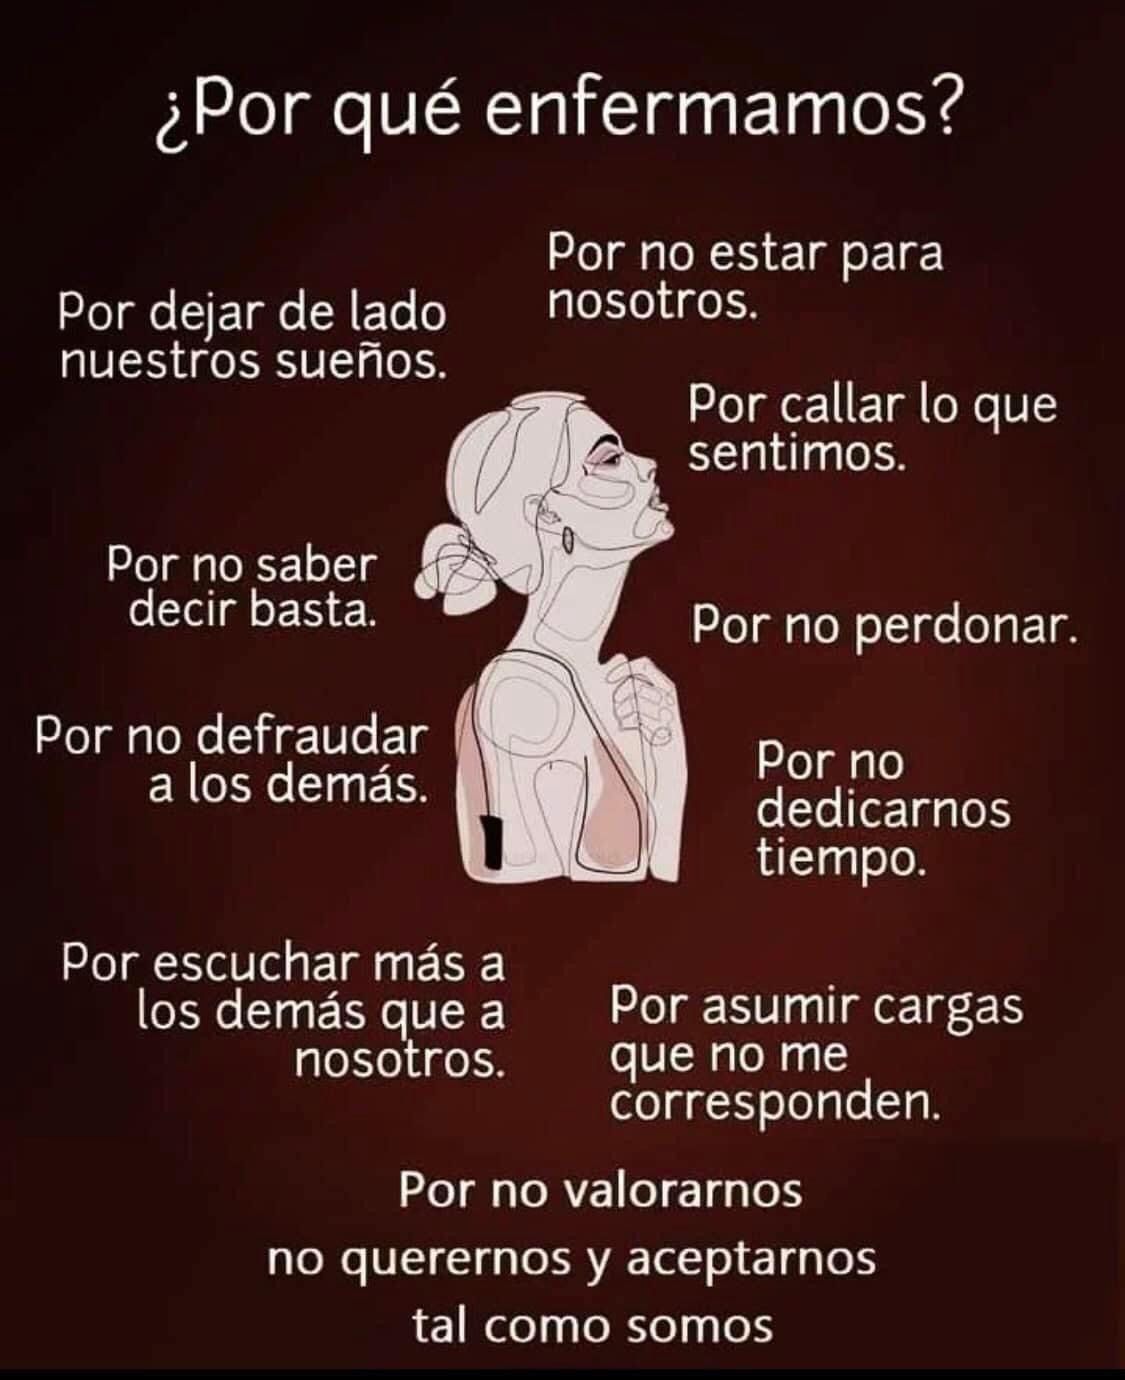 ¿Por qué enfermamos?
Por no estar para
nosotros.
Por dejar de lado
nuestros sueños.
Por callar lo que
sentimos.
Por no saber
decir basta.
Por no perdonar.
Por no defraudar
a los demás.
Por no
dedicarnos
tiempo.
Por escuchar más a
los demás que a
nosotros.
Por asumir cargas
que no me
corresponden.
Por no valorarnos
no querernos y aceptarnos
tal como somos